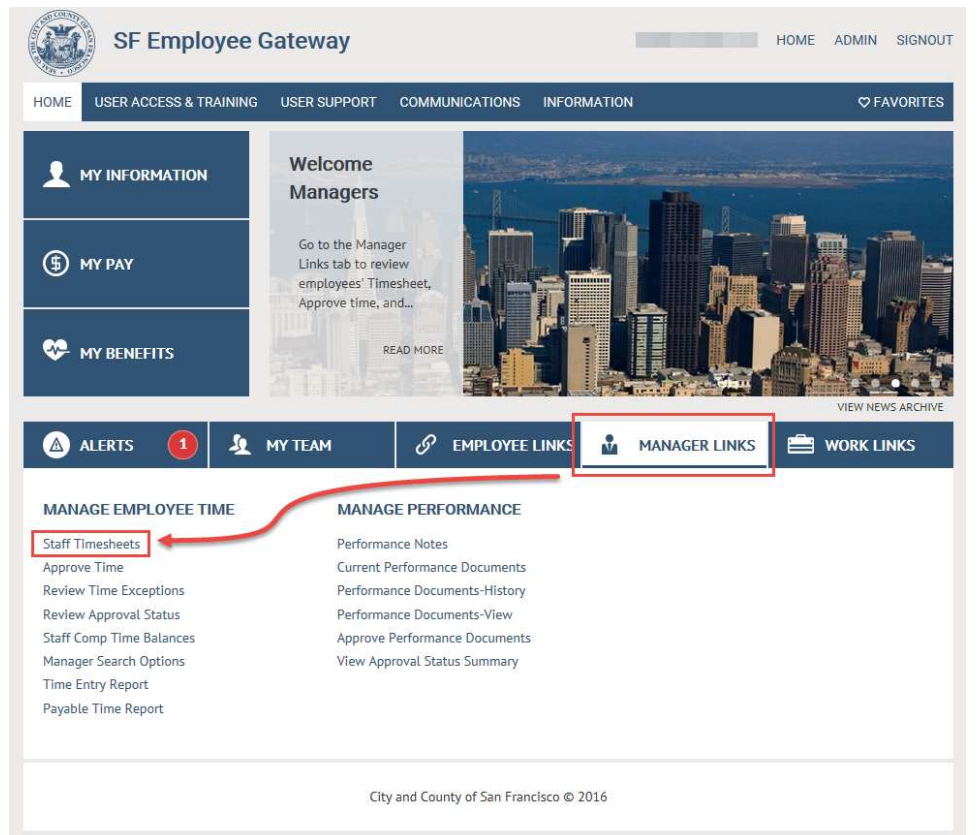 SF Employee Gateway
HOME ADMIN SIGNOUT
HOME USER ACCESS & TRAINING USER SUPPORT COMMUNICATIONS INFORMATION FAVORITES
MY INFORMATION
MY PAY
MY BENEFITS
Welcome
Managers
Go to the Manager
Links tab to review
employees' Timesheet,
Approve time, and...
READ MORE
VIEW NEWS ARCHIVE
ALERTS 1 MY TEAM EMPLOYEE LINKS MANAGER LINKS WORK LINKS
MANAGE EMPLOYEE TIME
Staff Timesheets
Approve Time
Review Time Exceptions
Review Approval Status
Staff Comp Time Balances
Manager Search Options
Time Entry Report
Payable Time Report
MANAGE PERFORMANCE
Performance Notes
Current Performance Documents
Performance Documents-History
Performance Documents-View
Approve Performance Documents
View Approval Status Summary
City and County of San Francisco © 2016